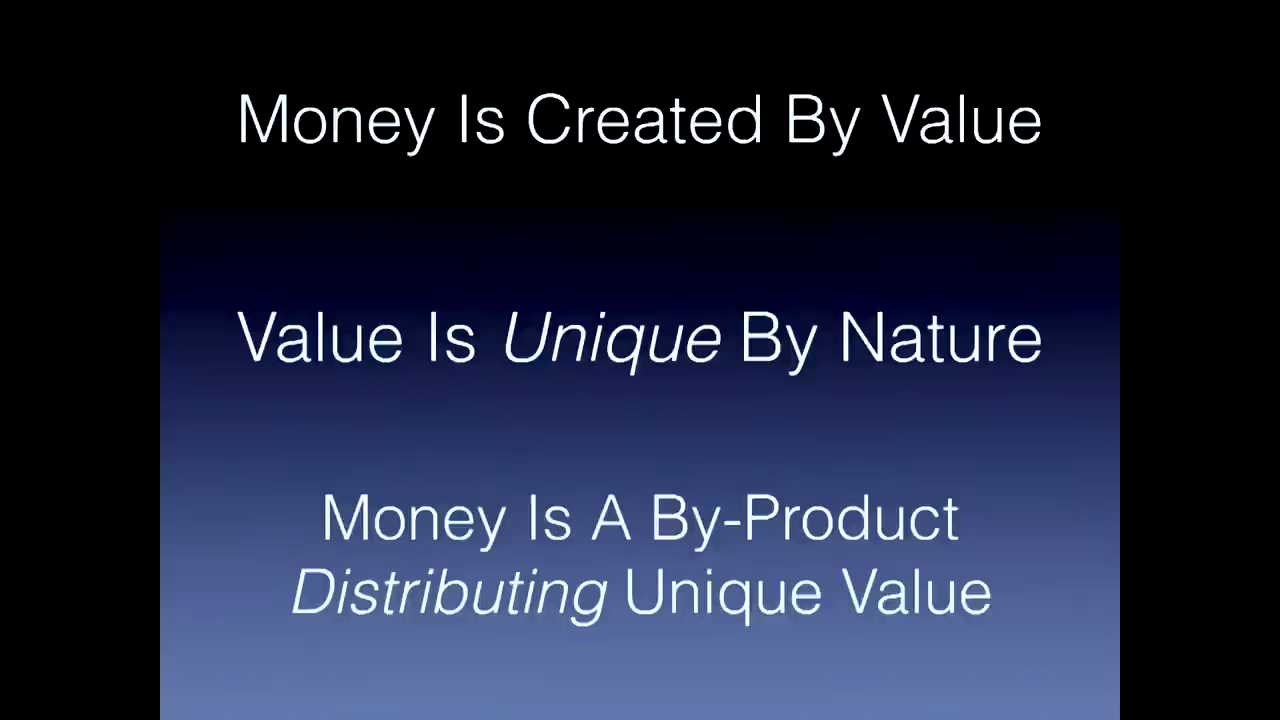 Money Is Created By Value
Value Is Unique By Nature
Money Is A By-Product
Distributing Unique Value